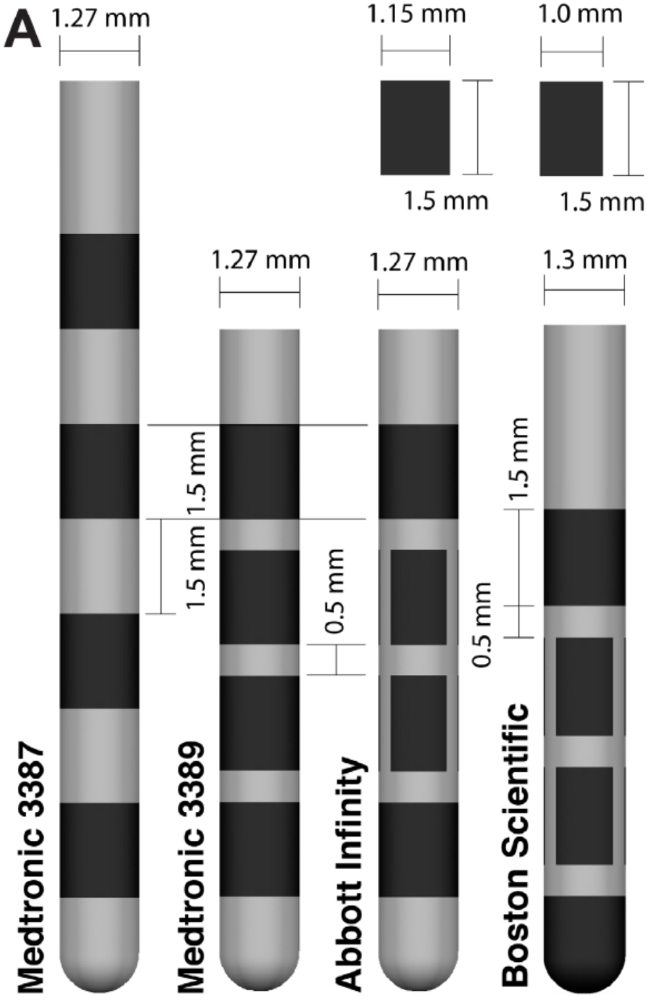 A
1.27 mm
1.15 mm
1.0 mm
1.5 mm
1.5 mm
1.27 mm
1.27 mm
1.3 mm
1.5 mm
1.5 mm
0.5 mm
1.5 mm
0.5 mm
Medtronic 3387
Medtronic 3389
Abbott Infinity
Boston Scientific